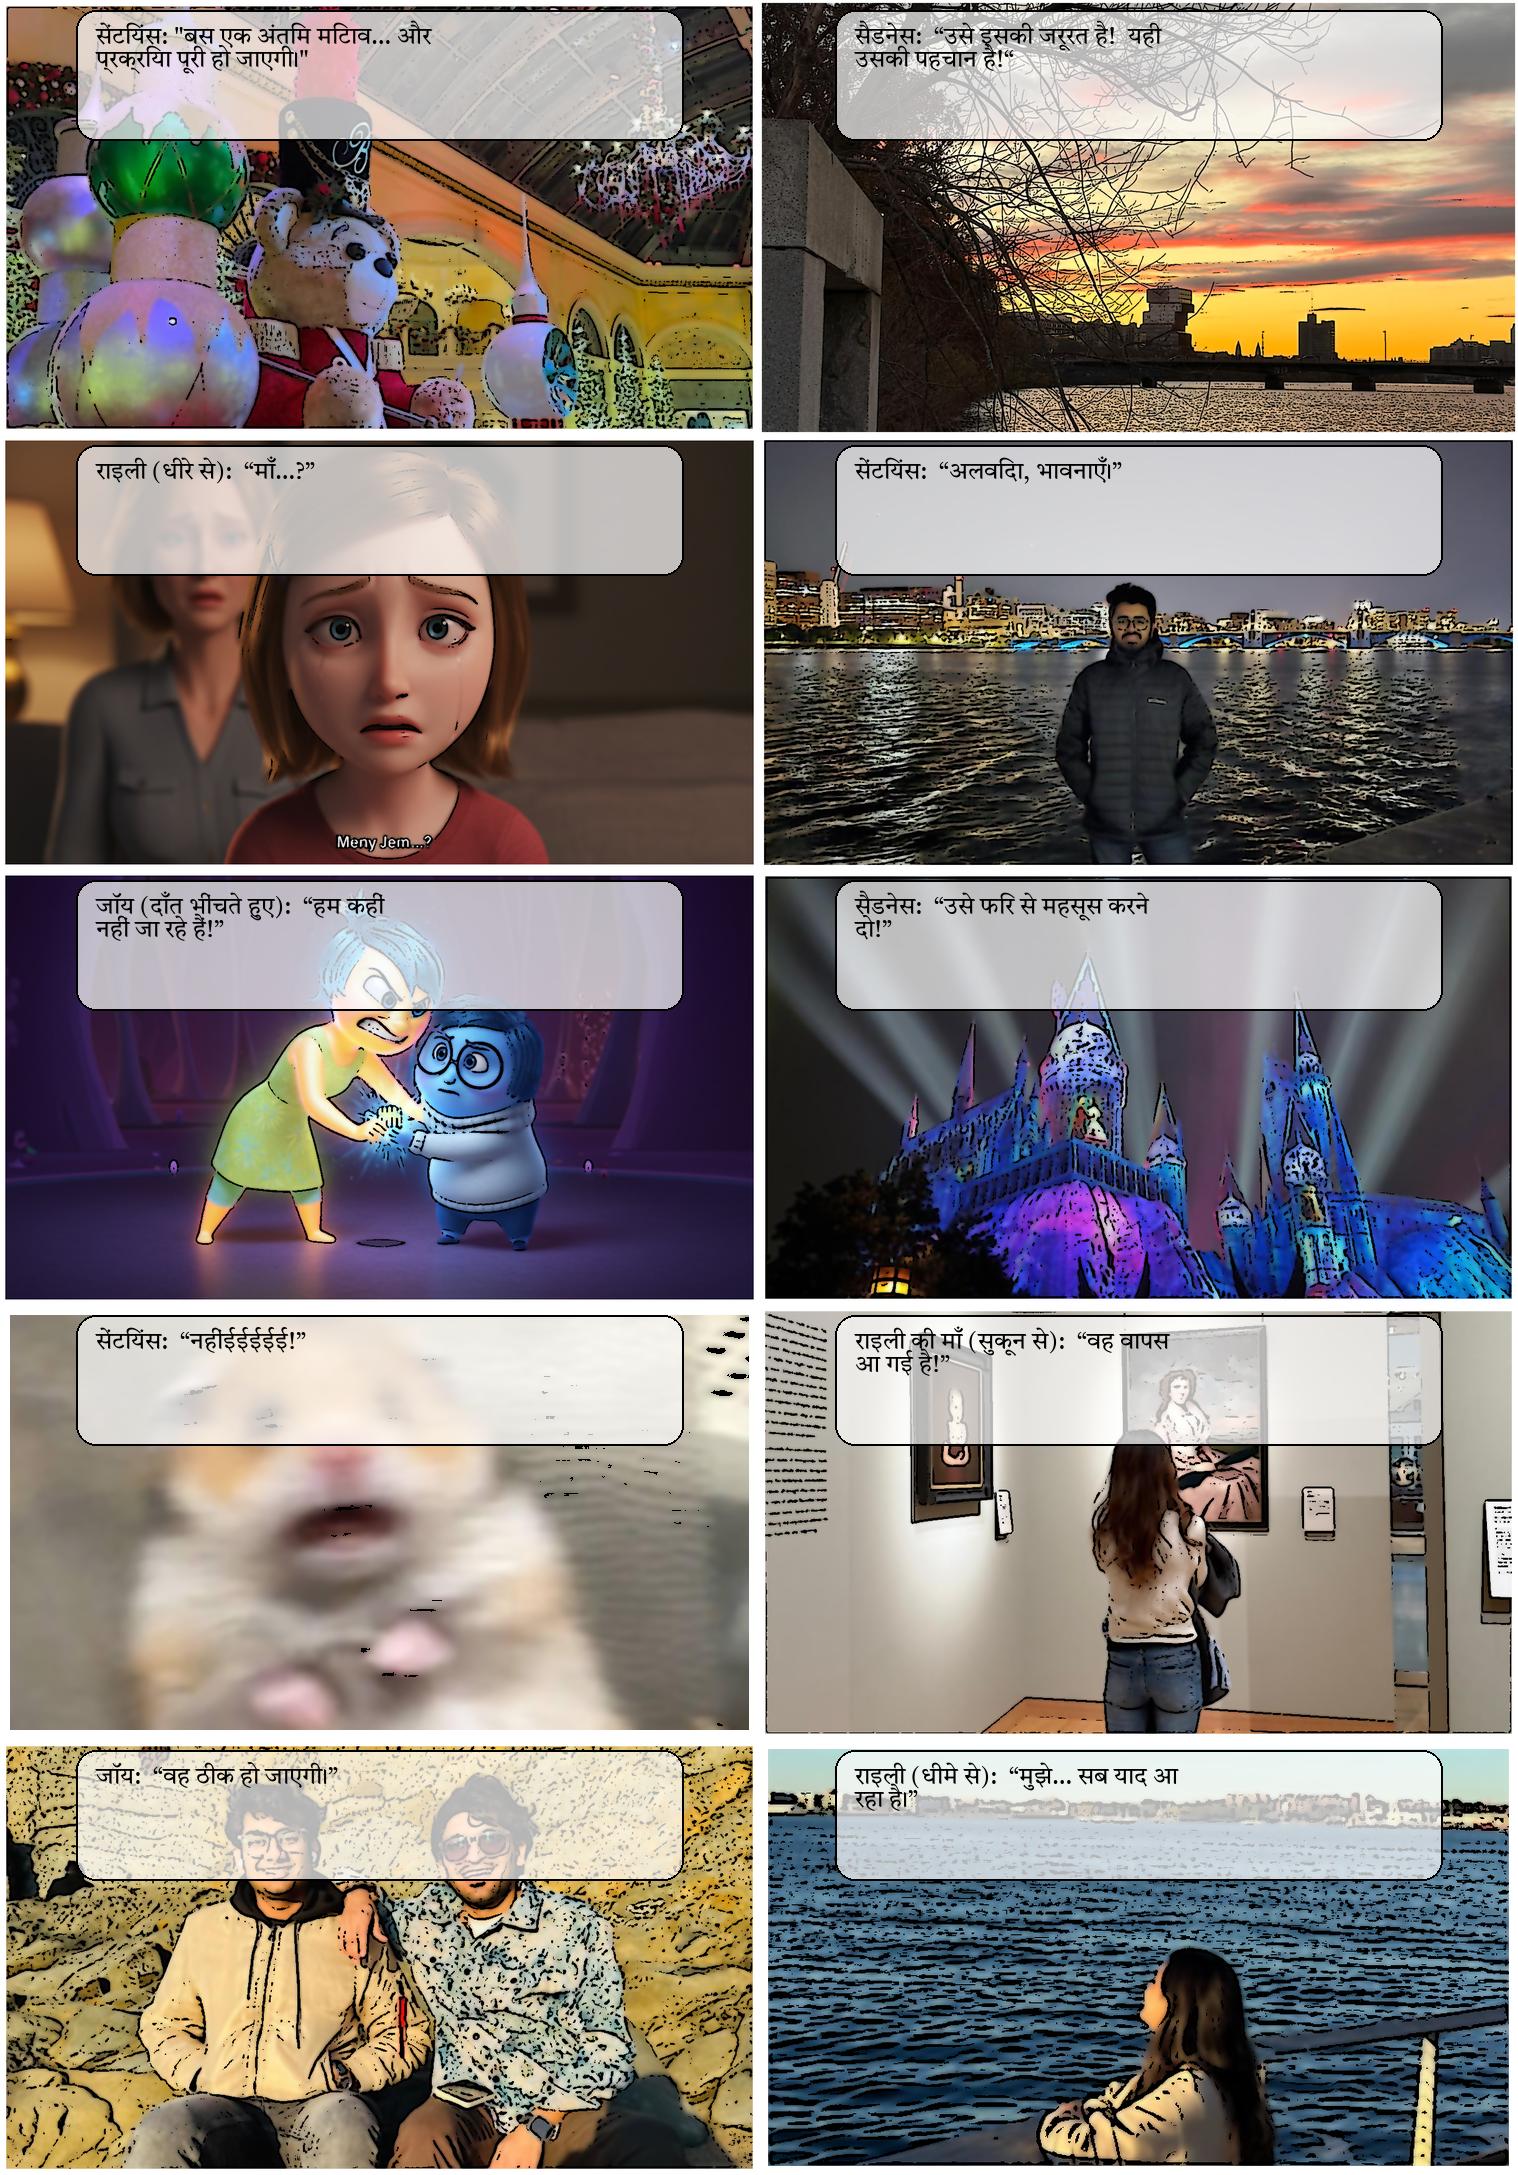 सेंटयिंस: "बस एक अंतमि मटिाव... और
प्रक्रयिा पूरी हो जाएगी।"
सैडनेस: “उसे इसकी जरूरत है! यही
उसकी पहचान है!“
राइली (धीरे से): “माँ...?”
Meny Jem...?
सेंटयिंस: “अलवदिा, भावनाएँ।”
जॉय (दाँत भींचते हुए): “हम कहीं
नहीं जा रहे हैं!”
सैडनेस: “उसे फरि से महसूस करने
दो!”
सेंटयिंस: “नहींईईईईईई!”
राइली की माँ (सुकून से): “वह वापस
आ गई है!”
जॉय: “वह ठीक हो जाएगी।”
राइली (धीमे से): “मुझे... सब याद आ
रहा है।”